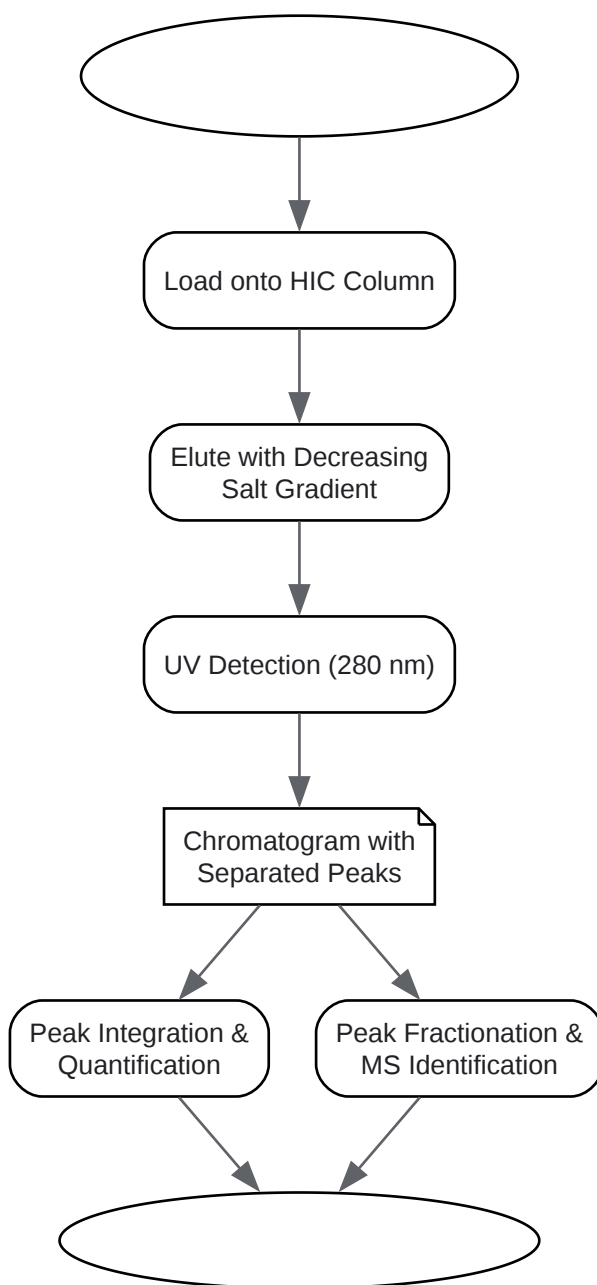 Load onto HIC Column
Elute with Decreasing
Salt Gradient
UV Detection (280 nm)
Chromatogram with
Separated Peaks
Peak Integration &
Quantification
Peak Fractionation &
MS Identification